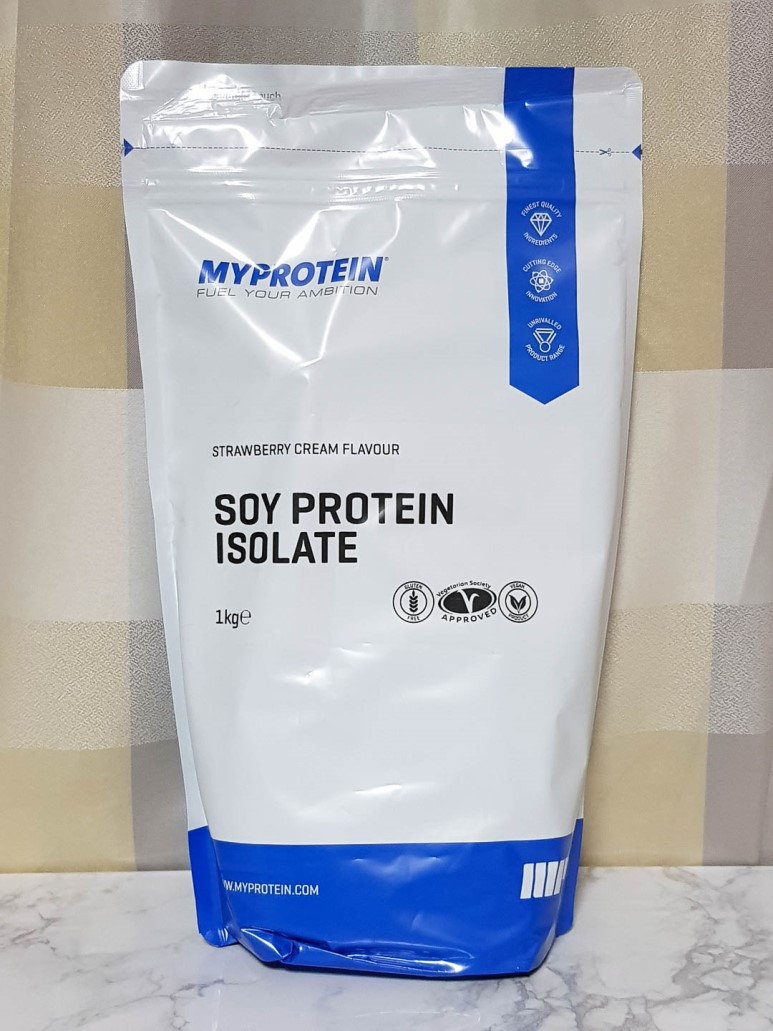 MYPROTEIN®
FUEL YOUR AMBITION
FINEST QUALITY
INGREDIENTS
CUTTING EDGE
INNOVATION
UNRIVALLED
PRODUCT RANGE
STRAWBERRY CREAM FLAVOUR
SOY PROTEIN
ISOLATE
1kg℮
GLUTEN
FREE
Vegetarian Society
APPROVED
VEGAN
PRODUCT
W.MYPROTEIN.COM